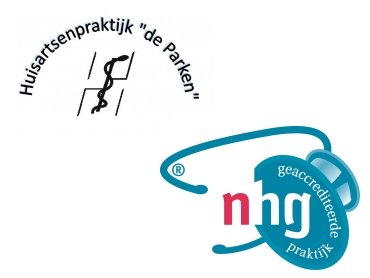 Huisartsenpraktijk "de Parken"
®
nhg
geaccrediteerde
praktijk